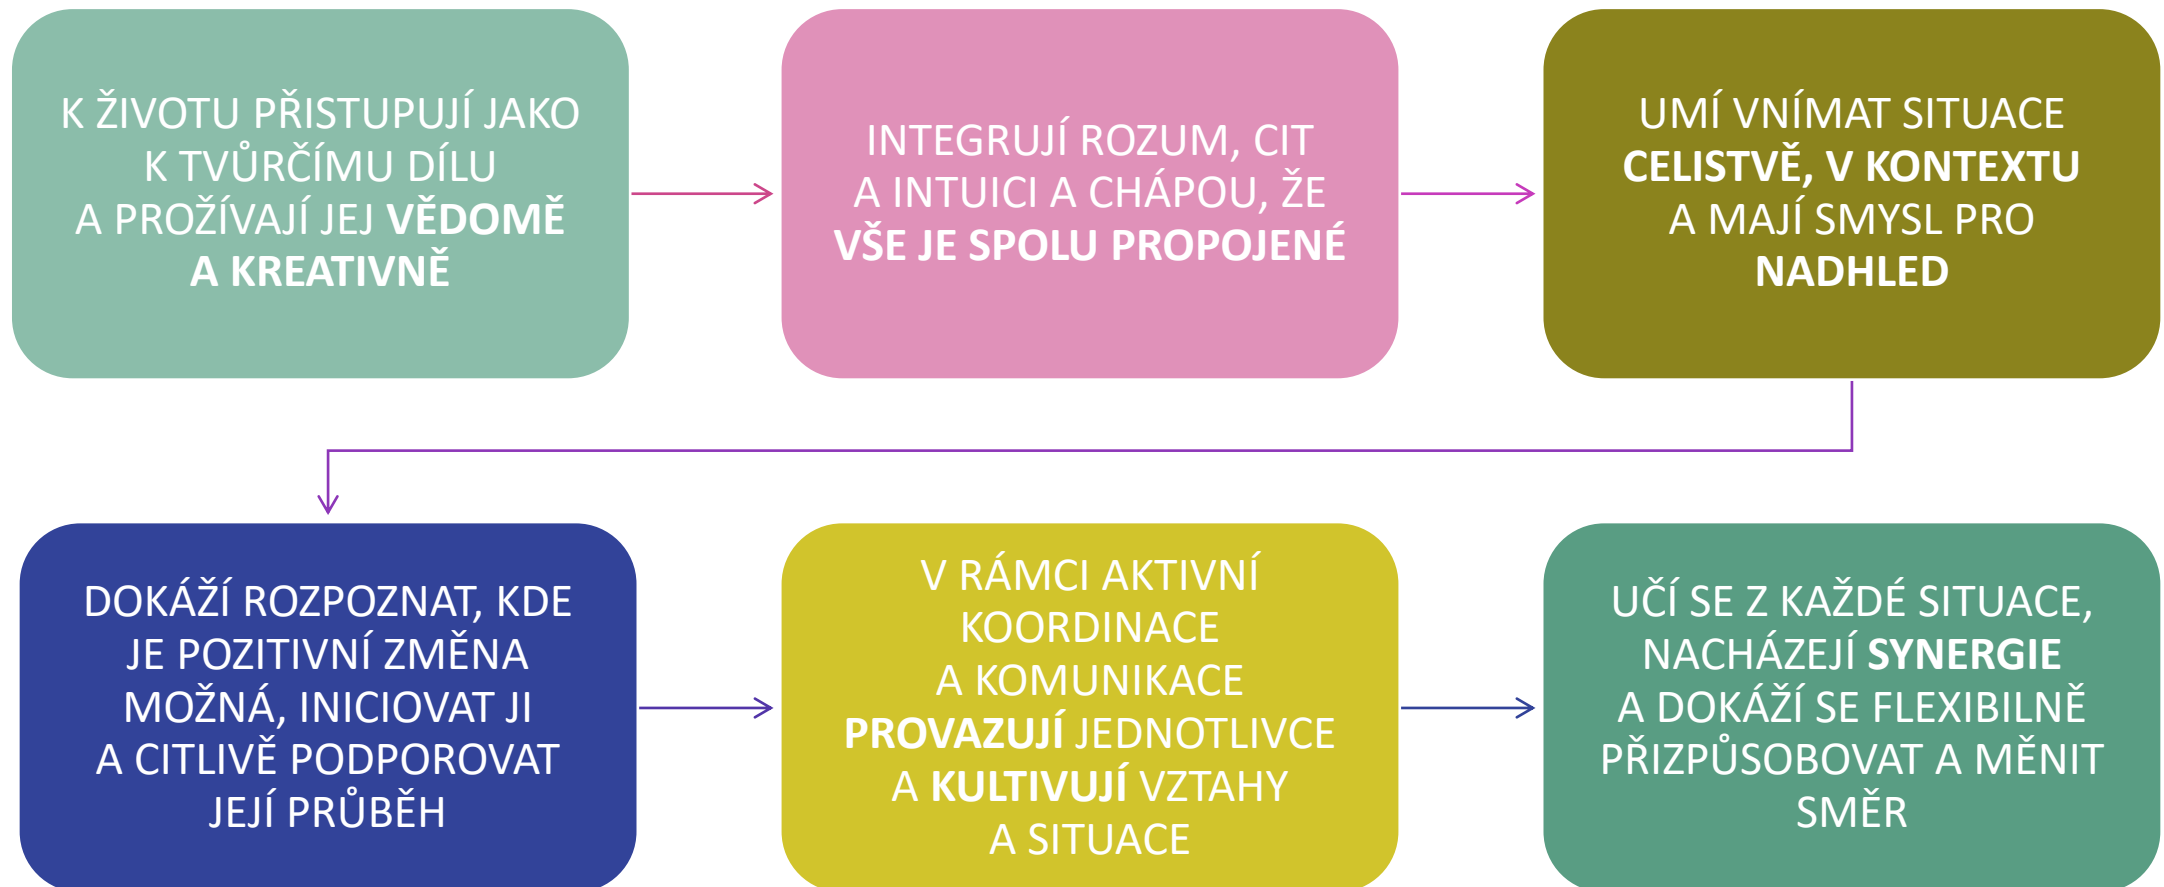 K ŽIVOTU PŘISTUPUJÍ JAKO
K TVŮRČÍMU DÍLU
A PROŽÍVAJÍ JEJ VĚDOMĚ
A KREATIVNĚ
INTEGRUJÍ ROZUM, CIT
A INTUICI A CHÁPOU, ŽE
VŠE JE SPOLU PROPOJENÉ
UMÍ VNÍMAT SITUACE
CELISTVĚ, V KONTEXTU
A MAJÍ SMYSL PRO
NADHLED
DOKÁŽÍ ROZPOZNAT, KDE
JE POZITIVNÍ ZMĚNA
MOŽNÁ, INICIOVAT JI
A CITLIVĚ PODPOROVAT
JEJÍ PRŮBĚH
V RÁMCI AKTIVNÍ
KOORDINACE
A KOMUNIKACE
PROVAZUJÍ JEDNOTLIVCE
A KULTIVUJÍ VZTAHY
A SITUACE
UČÍ SE Z KAŽDÉ SITUACE,
NACHÁZEJÍ SYNERGIE
A DOKÁŽÍ SE FLEXIBILNĚ
PŘIZPŮSOBOVAT A MĚNIT
SMĚR